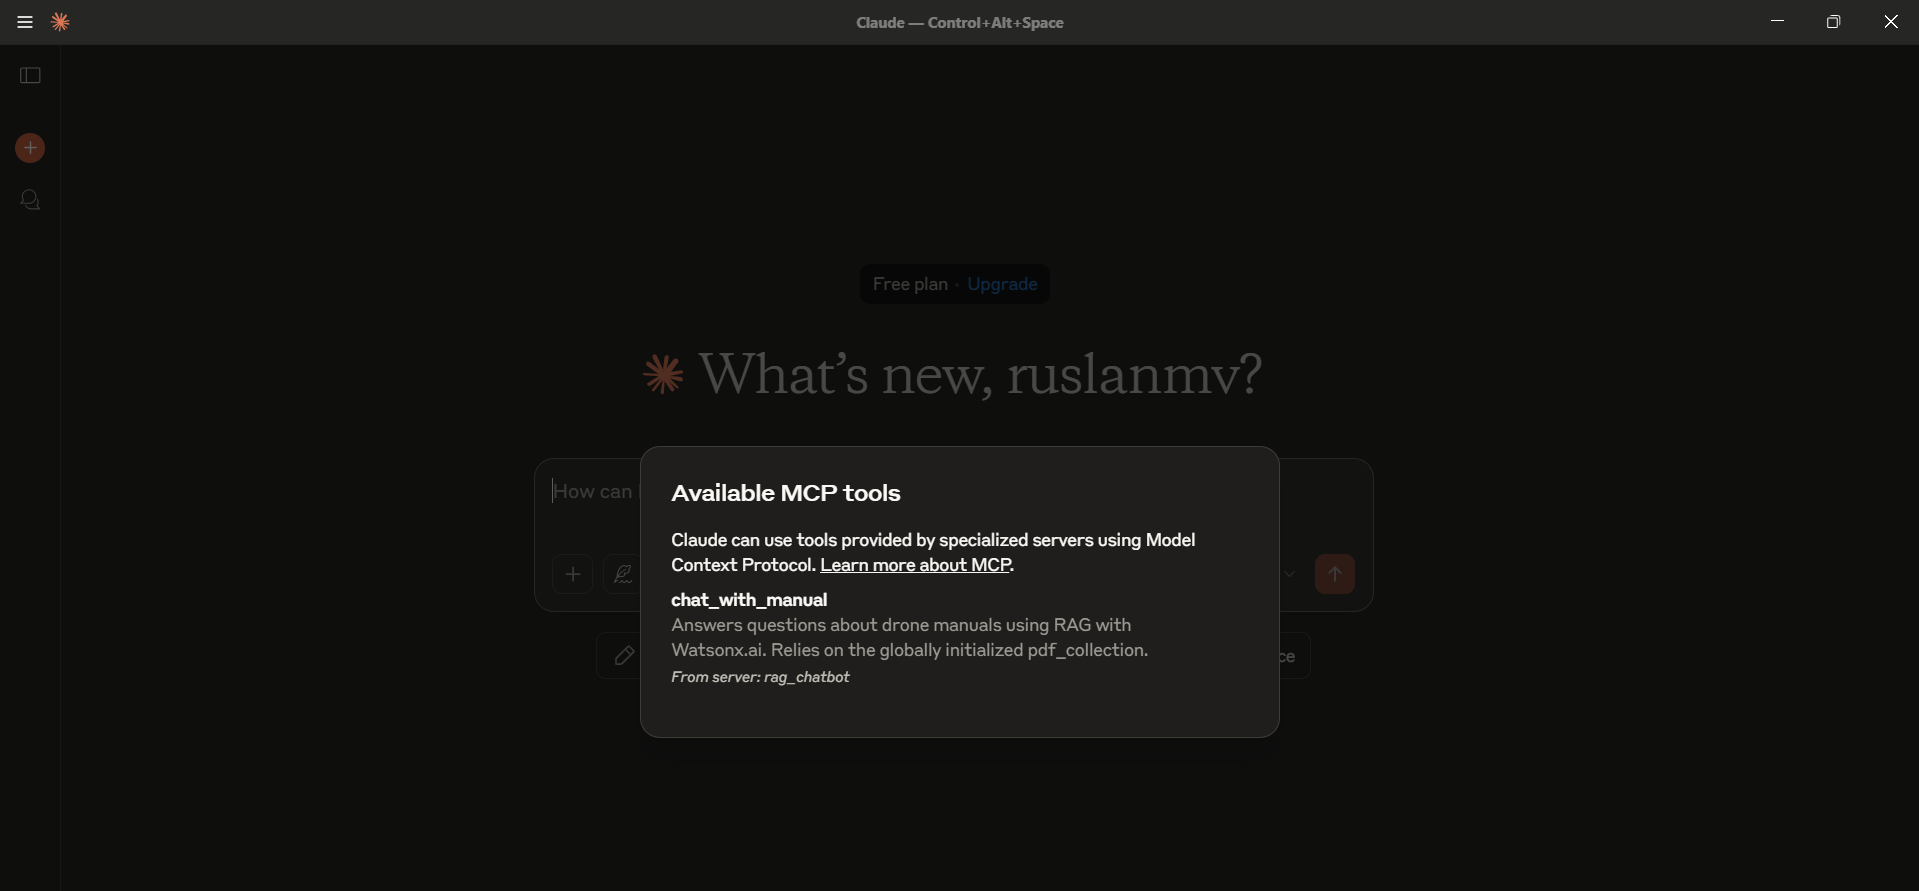 Claude — Control+Alt+Space
Free plan · Upgrade
What's new, ruslanmv?
How can
Available MCP tools
Claude can use tools provided by specialized servers using Model
Context Protocol. Learn more about MCP.
chat_with_manual
Answers questions about drone manuals using RAG with
Watsonx.ai. Relies on the globally initialized pdf_collection.
From server: rag_chatbot
ce